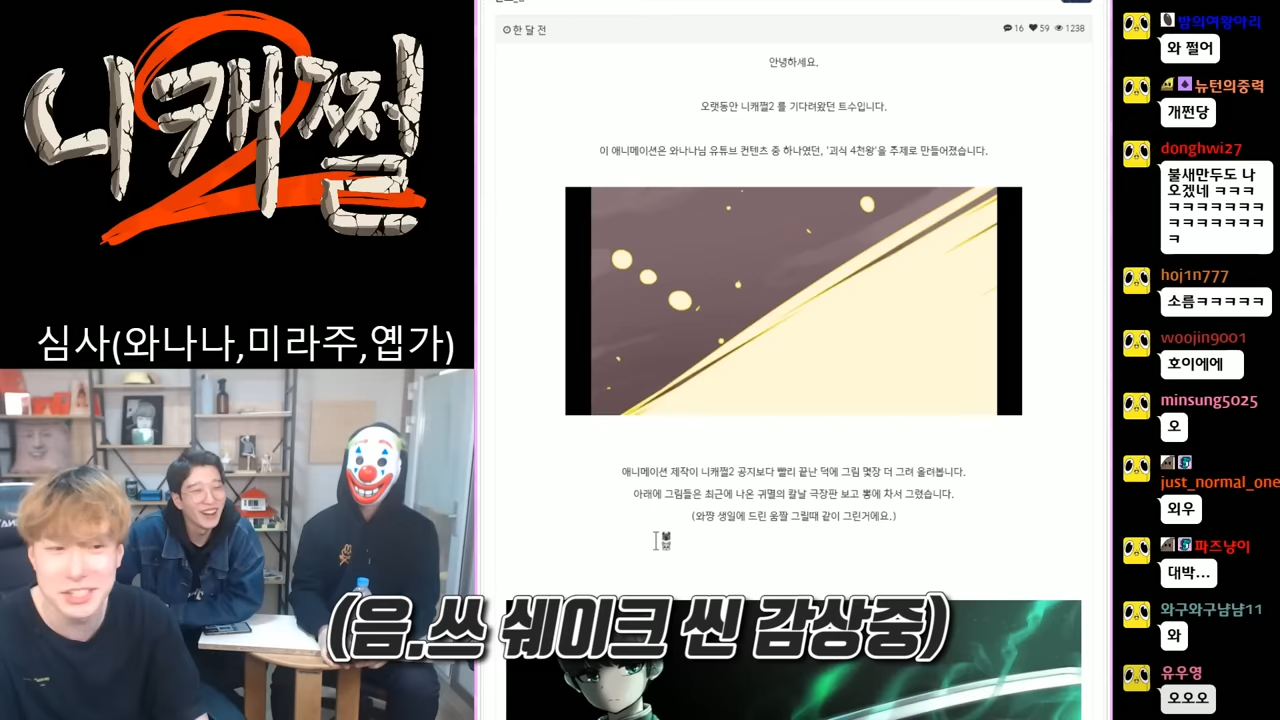 니캐쩔2
심사(와나나,미라주,옙가)
한 달 전
16 59 1238
안녕하세요.
오랫동안 니캐쩔2 를 기다려왔던 트수입니다.
이 애니메이션은 와나나님 유튜브 컨텐츠 중 하나였던, '괴식 4천왕'을 주제로 만들어졌습니다.
애니메이션 제작이 니캐쩔2 공지보다 빨리 끝난 덕에 그림 몇장 더 그려 올려봅니다.
아래에 그림들은 최근에 나온 귀멸의 칼날 극장판 보고 뽕에 차서 그렸습니다.
(와쨩 생일에 드린 움짤 그릴때 같이 그린거에요.)
(음.쓰 쉐이크 씬 감상중)
밤의여왕아리
와 쩔어
뉴턴의중력
개쩐당
donghwi27
불새만두도 나
오겠네 ㅋㅋㅋ
ㅋㅋㅋㅋㅋㅋㅋ
ㅋㅋㅋㅋㅋㅋㅋ
ㅋ
hoj1n777
소름ㅋㅋㅋㅋㅋ
woojin9001
호이에에
minsung5025
오
just_normal_one
외우
파즈냥이
대박...
와구와구냠냠11
와
유우영
오오오